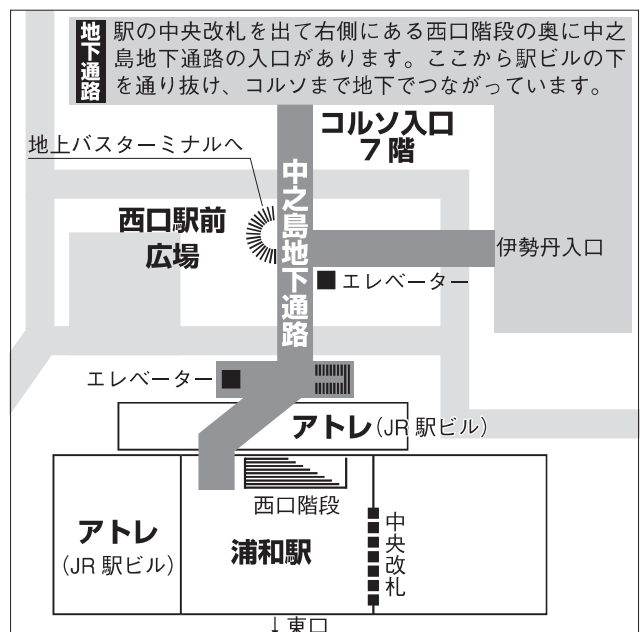 地下通路
駅の中央改札を出て右側にある西口階段の奥に中之
島地下通路の入口があります。ここから駅ビルの下
を通り抜け、コルソまで地下でつながっています。
コルソ入口
7階
地上バスターミナルへ
中之島地下通路
西口駅前
広場
伊勢丹入口
エレベーター
エレベーター
アトレ(JR 駅ビル)
西口階段
アトレ
(JR 駅ビル)
浦和駅
中央改札
↓東口